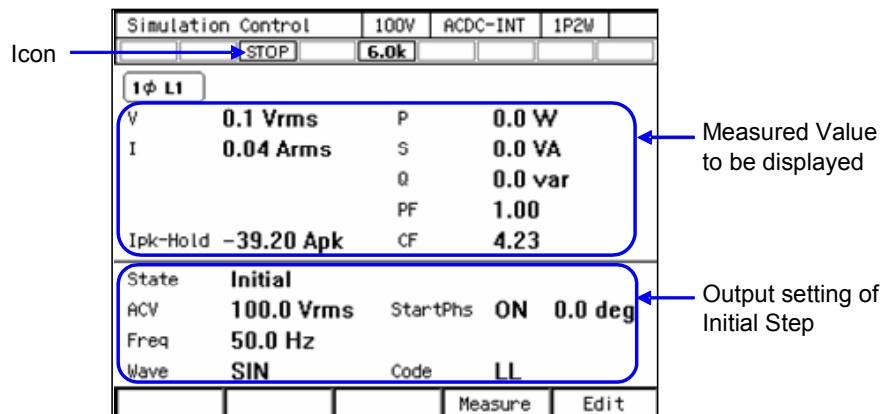 Simulation Control 100V ACDC-INT 1P2W
Icon STOP 6.0k
1ϕ L1
V 0.1 Vrms P 0.0 W
I 0.04 Arms S 0.0 VA
Q 0.0 var
PF 1.00
Ipk-Hold -39.20 Apk CF 4.23
Measured Value
to be displayed
State Initial
ACV 100.0 Vrms StartPhs ON 0.0 deg
Freq 50.0 Hz
Wave SIN Code LL
Output setting of
Initial Step
Measure Edit